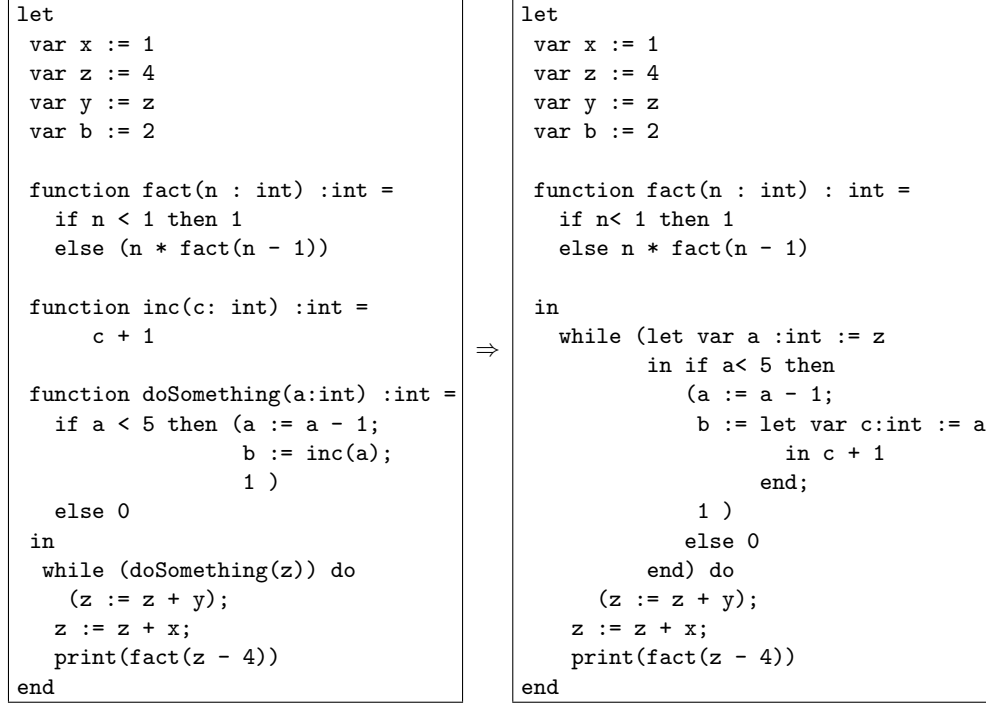 let
 var x := 1
 var z := 4
 var y := z
 var b := 2

 function fact(n : int) :int =
   if n < 1 then 1
   else (n * fact(n - 1))

 function inc(c: int) :int =
      c + 1

 function doSomething(a:int) :int =
   if a < 5 then (a := a - 1;
                  b := inc(a);
                  1 )
   else 0
 in
  while (doSomething(z)) do
    (z := z + y);
   z := z + x;
   print(fact(z - 4))
end
⇒
let
 var x := 1
 var z := 4
 var y := z
 var b := 2

 function fact(n : int) : int =
   if n< 1 then 1
   else n * fact(n - 1)

 in
   while (let var a :int := z
          in if a< 5 then
             (a := a - 1;
              b := let var c:int := a
                     in c + 1
                   end;
              1 )
             else 0
          end) do
      (z := z + y);
    z := z + x;
    print(fact(z - 4))
end